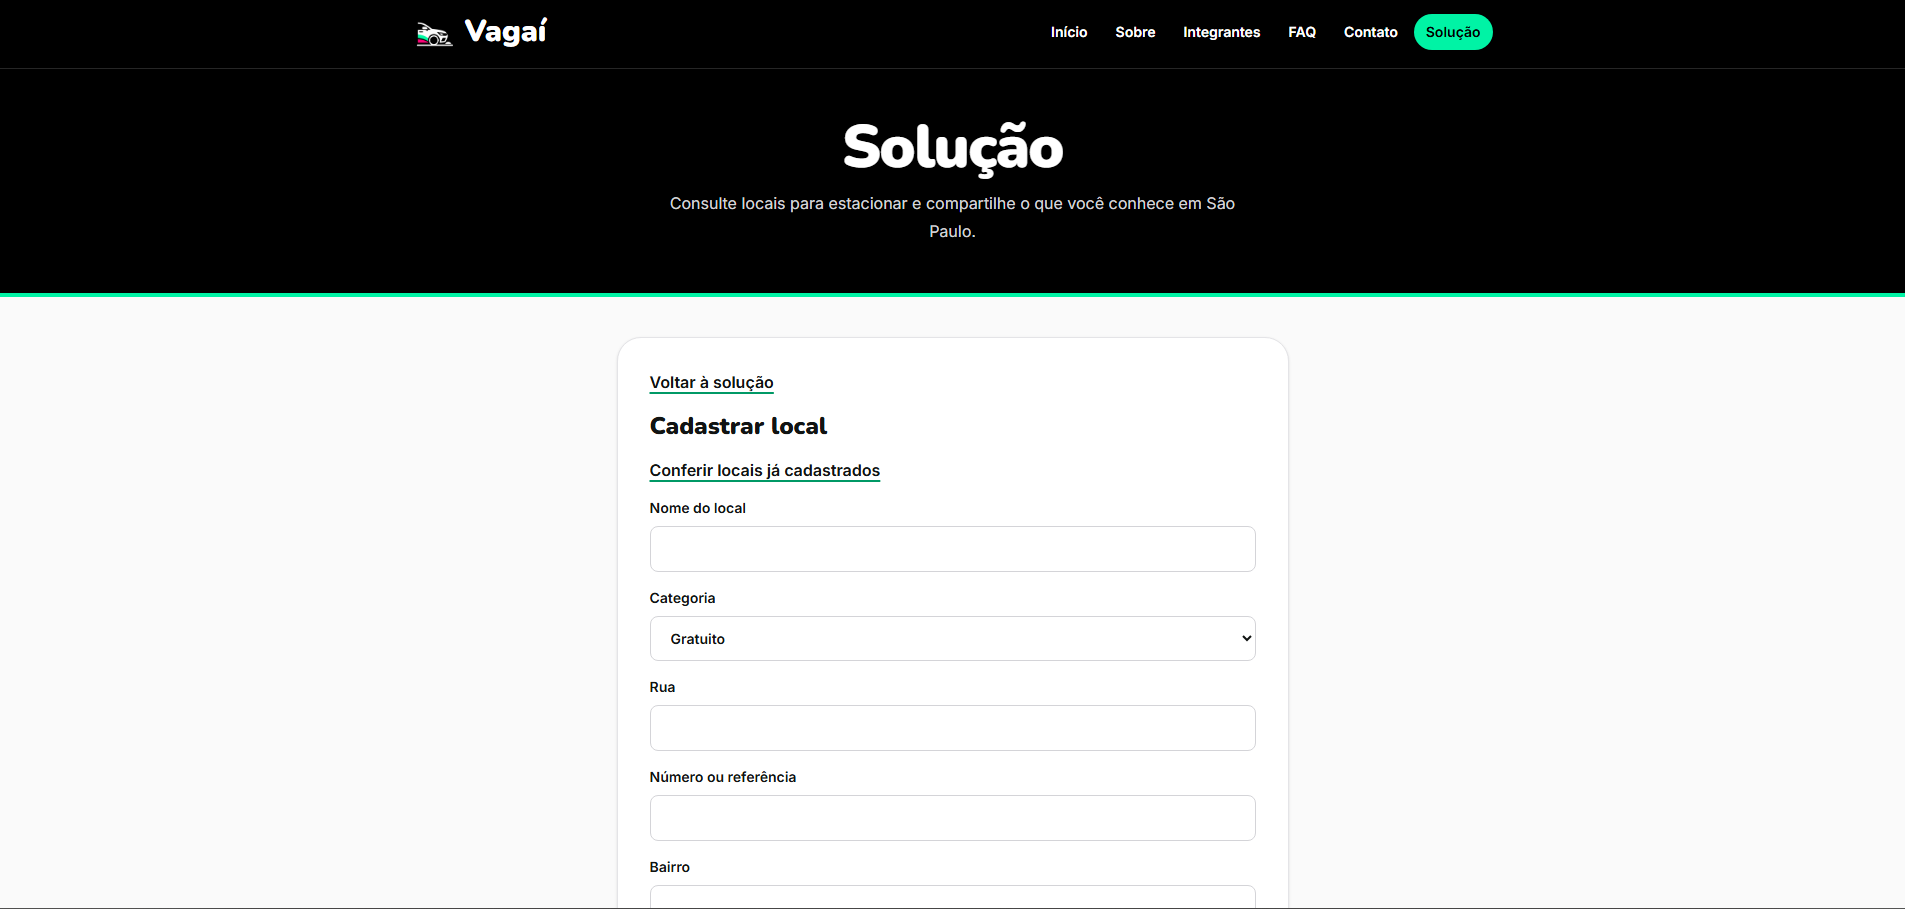 Vagaí
Início Sobre Integrantes FAQ Contato Solução
Solução
Consulte locais para estacionar e compartilhe o que você conhece em São
Paulo.
Voltar à solução
Cadastrar local
Conferir locais já cadastrados
Nome do local
Categoria
Gratuito
Rua
Número ou referência
Bairro